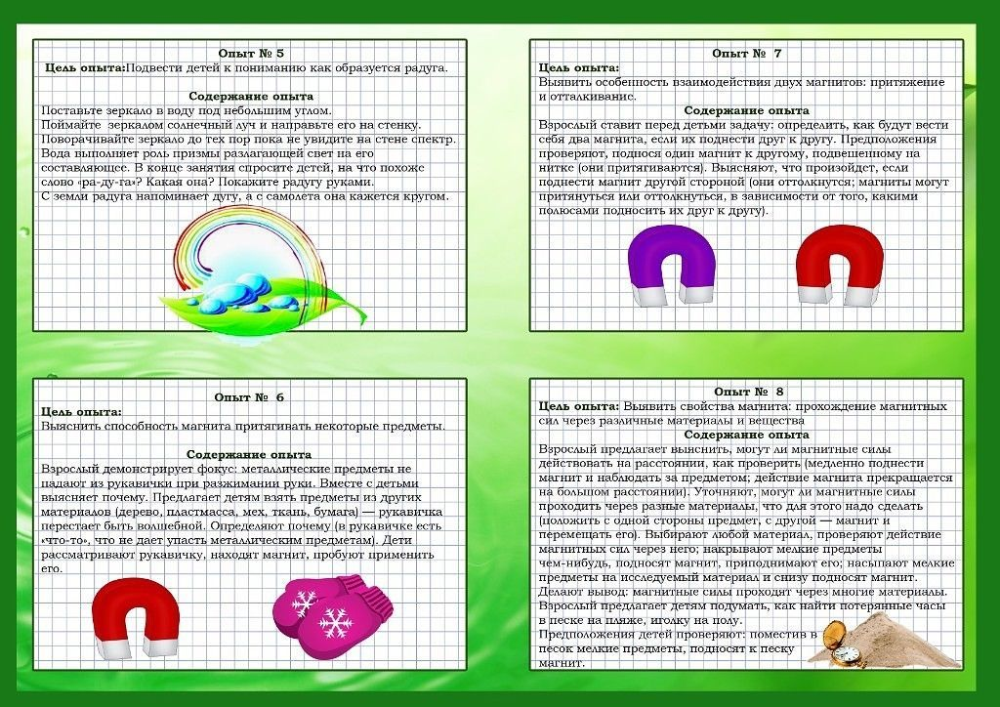 Опыт № 5
Цель опыта:Подвести детей к пониманию как образуется радуга.
Содержание опыта
Поставьте зеркало в воду под небольшим углом.
Поймайте зеркалом солнечный луч и направьте его на стенку.
Поворачивайте зеркало до тех пор пока не увидите на стене спектр.
Вода выполняет роль призмы разлагающей свет на его
составляющее. В конце занятия спросите детей, на что похоже
слово «ра-ду-га»? Какая она? Покажите радугу руками.
С земли радуга напоминает дугу, а с самолета она кажется кругом.
Опыт № 6
Цель опыта:
Выяснить способность магнита притягивать некоторые предметы.
Содержание опыта
Взрослый демонстрирует фокус: металлические предметы не
падают из рукавички при разжимании руки. Вместе с детьми
выясняет почему. Предлагает детям взять предметы из других
материалов (дерево, пластмасса, мех, ткань, бумага) — рукавичка
перестает быть волшебной. Определяют почему (в рукавичке есть
«что-то», что не дает упасть металлическим предметам). Дети
рассматривают рукавичку, находят магнит, пробуют применить
его.
Опыт № 7
Цель опыта:
Выявить особенность взаимодействия двух магнитов: притяжение
и отталкивание.
Содержание опыта
Взрослый ставит перед детьми задачу: определить, как будут вести
себя два магнита, если их поднести друг к другу. Предположения
проверяют, поднося один магнит к другому, подвешенному на
нитке (они притягиваются). Выясняют, что произойдет, если
поднести магнит другой стороной (они оттолкнутся; магниты могут
притянуться или оттолкнуться, в зависимости от того, какими
полюсами подносить их друг к другу).
Опыт № 8
Цель опыта: Выявить свойства магнита: прохождение магнитных
сил через различные материалы и вещества
Содержание опыта
Взрослый предлагает выяснить, могут ли магнитные силы
действовать на расстоянии, как проверить (медленно поднести
магнит и наблюдать за предметом; действие магнита прекращается
на большом расстоянии). Уточняют, могут ли магнитные силы
проходить через разные материалы, что для этого надо сделать
(положить с одной стороны предмет, с другой — магнит и
перемещать его). Выбирают любой материал, проверяют действие
магнитных сил через него; накрывают мелкие предметы
чем-нибудь, подносят магнит, приподнимают его; насыпают мелкие
предметы на исследуемый материал и снизу подносят магнит.
Делают вывод: магнитные силы проходят через многие материалы.
Взрослый предлагает детям подумать, как найти потерянные часы
в песке на пляже, иголку на полу.
Предположения детей проверяют: поместив в
песок мелкие предметы, подносят к песку
магнит.